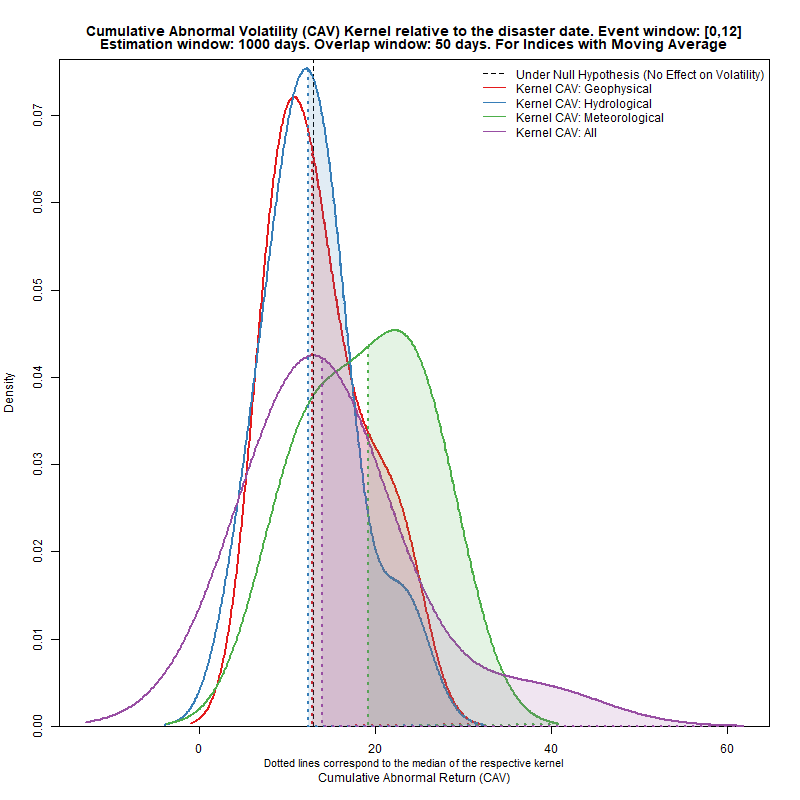 Cumulative Abnormal Volatility (CAV) Kernel relative to the disaster date. Event window: [0,12]
Estimation window: 1000 days. Overlap window: 50 days. For Indices with Moving Average
Under Null Hypothesis (No Effect on Volatility)
Kernel CAV: Geophysical
Kernel CAV: Hydrological
Kernel CAV: Meteorological
Kernel CAV: All
Density
0.07
0.06
0.05
0.04
0.03
0.02
0.01
0.00
0 20 40 60
Dotted lines correspond to the median of the respective kernel
Cumulative Abnormal Return (CAV)